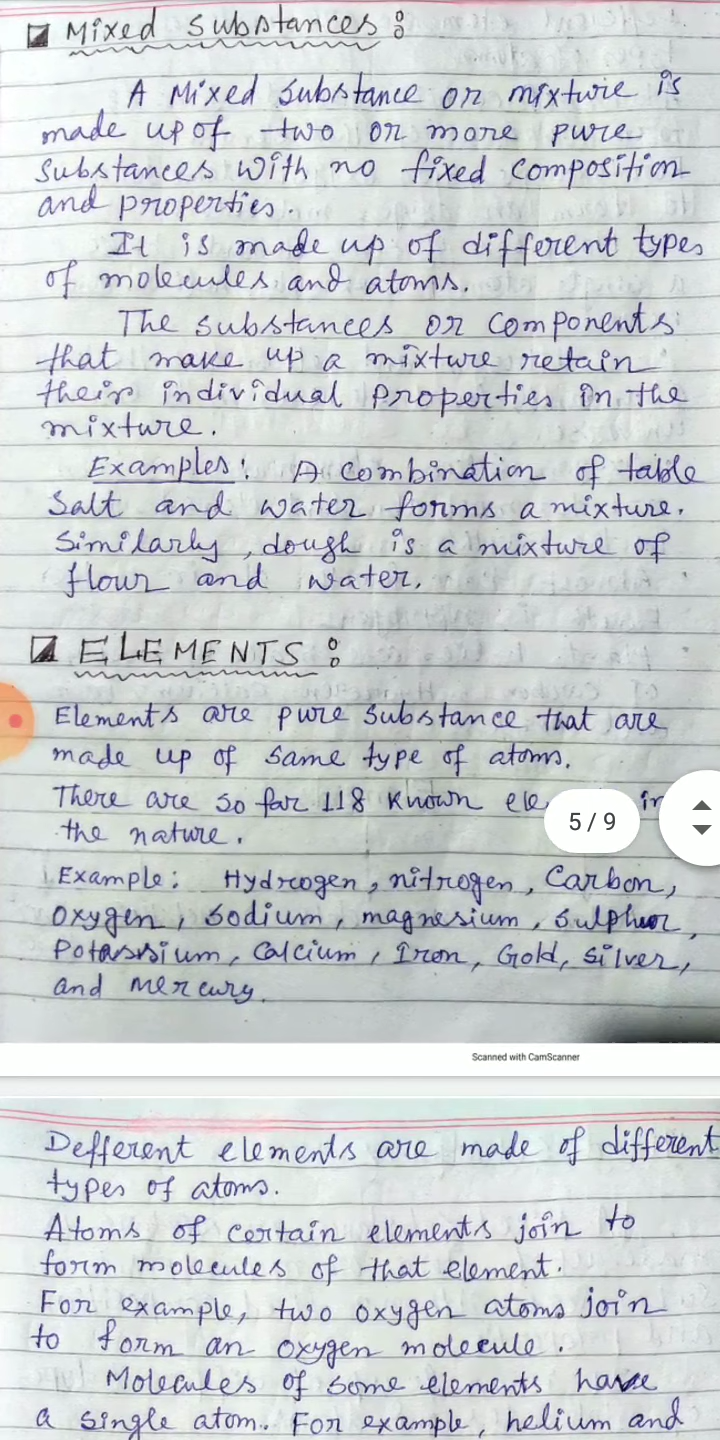 Mixed Substances :
A Mixed Substance or mixture is
made up of two or more pure
Substances with no fixed Composition
and properties.
It is made up of different types
of molecules and atoms.
The substances or Components
that make up a mixture retain
their individual Properties in the
mixture.
Examples: A Combination of table
Salt and water forms a mixture.
Similarly, dough is a mixture of
flour and water.
ELEMENTS :
Elements are pure Substance that are
made up of same type of atoms.
There are so far 118 known in
5/9
the nature.
Example: Hydrogen, nitrogen, Carbon,
Oxygen, Sodium, magnesium, Sulphur,
Potassium, Calcium, Iron, Gold, Silver,
and Mercury.
Scanned with CamScanner
Defferent elements are made of different
types of atoms.
Atoms of certain elements join to
form molecules of that element.
For example, two oxygen atoms join
to form an oxygen molecule.
Molecules of some elements have
a single atom. For example, helium and